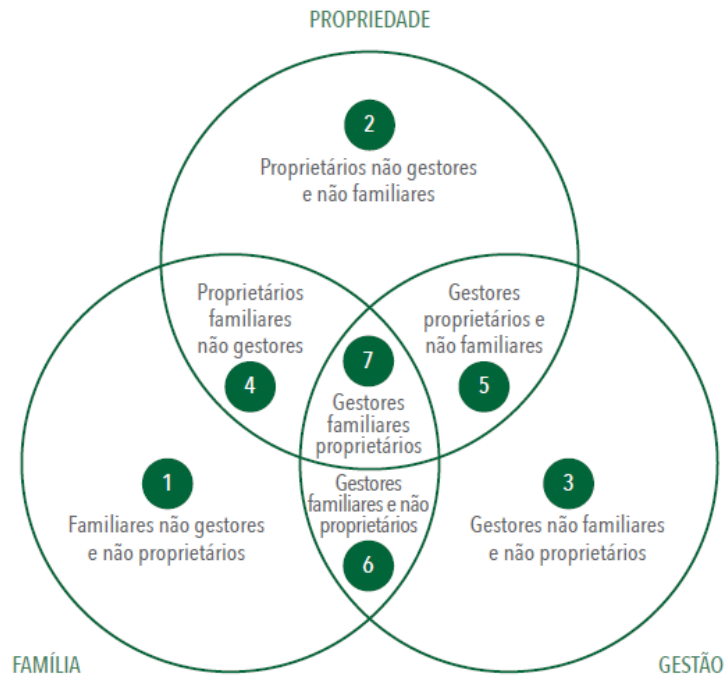 PROPRIEDADE
2
Proprietários não gestores
e não familiares
Proprietários
familiares
não gestores
4
Gestores
proprietários e
não familiares
5
7
Gestores
familiares
proprietários
1
Familiares não gestores
e não proprietários
Gestores
familiares e não
proprietários
6
3
Gestores não familiares
e não proprietários
FAMÍLIA
GESTÃO